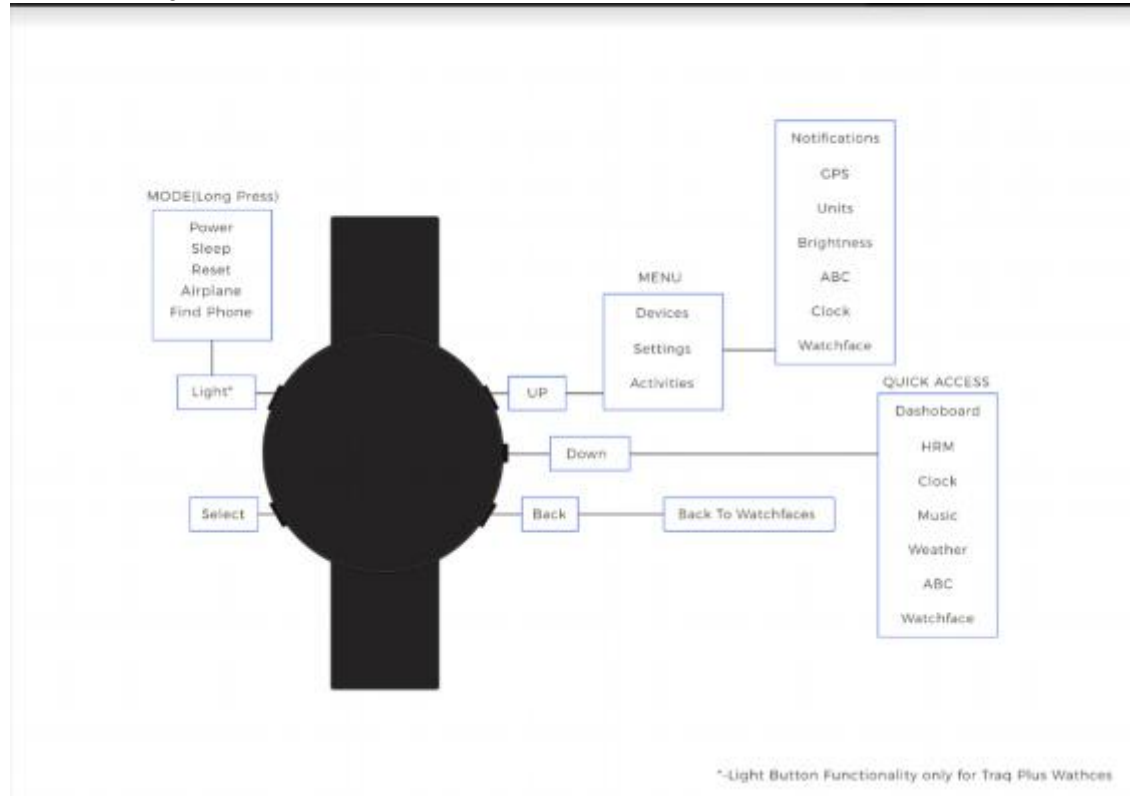 MODE(Long Press)
Power
Sleep
Reset
Airplane
Find Phone
Light*
Select
UP
MENU
Devices
Settings
Activities
Notifications
GPS
Units
Brightness
ABC
Clock
Watchface
Down
QUICK ACCESS
Dashoboard
HRM
Clock
Music
Weather
ABC
Watchface
Back
Back To Watchfaces
*-Light Button Functionality only for Traq Plus Wathces